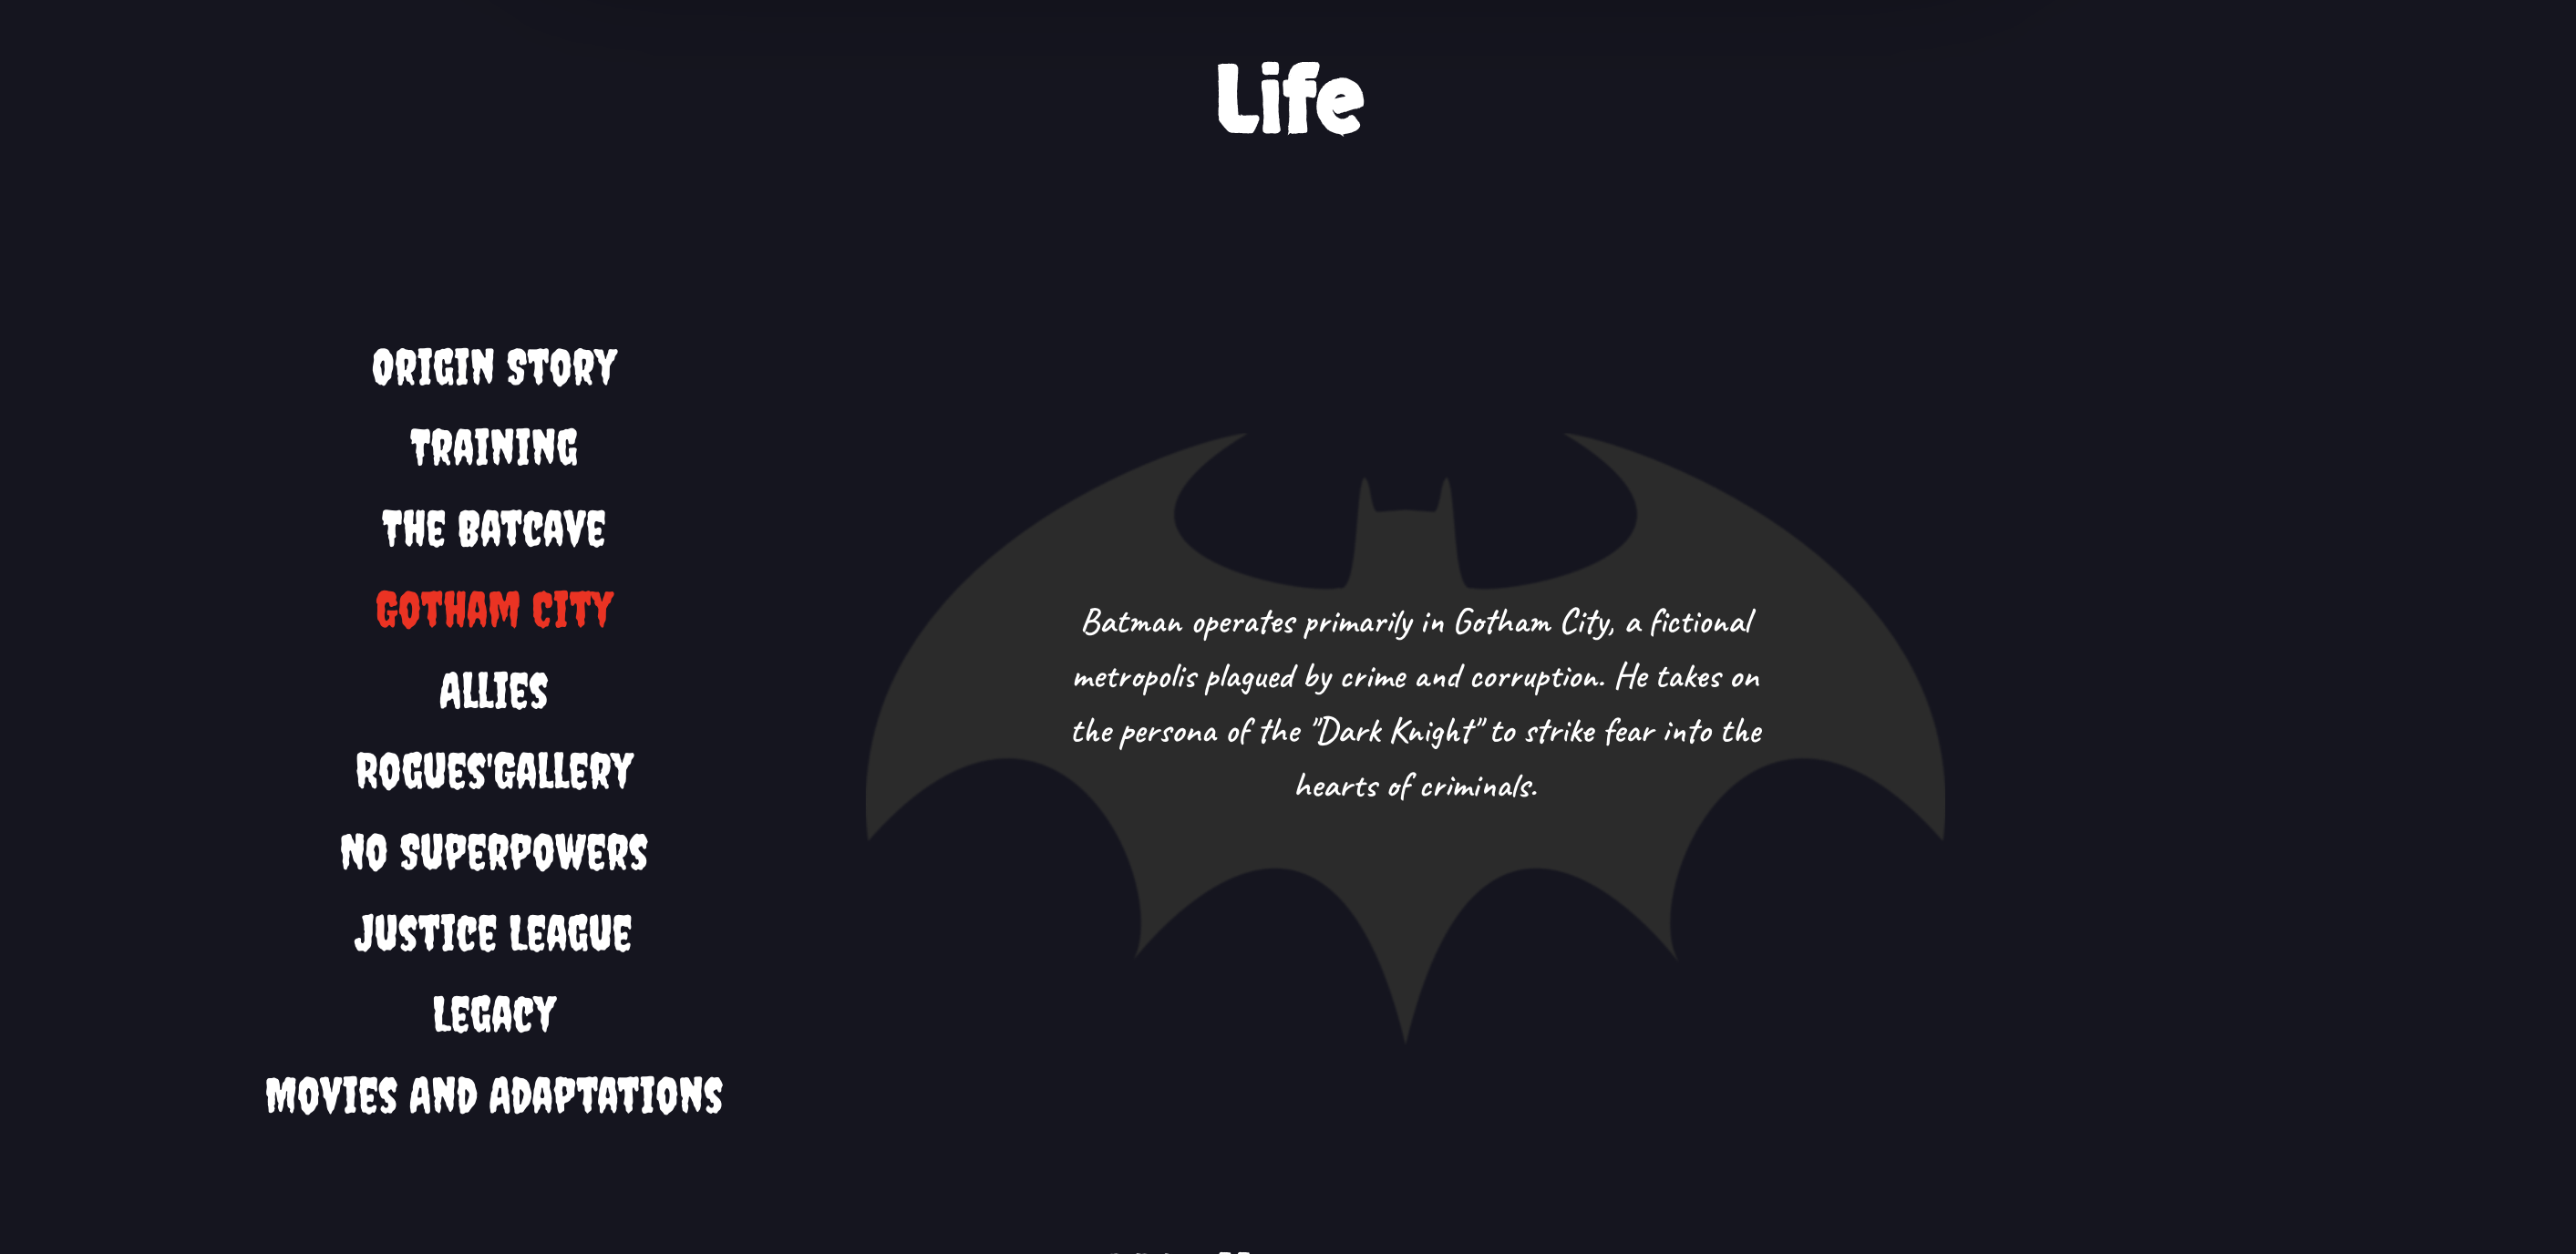 Life
ORIGIN STORY
TRAINING
THE BATCAVE
GOTHAM CITY
ALLIES
ROGUES'GALLERY
NO SUPERPOWERS
JUSTICE LEAGUE
LEGACY
MOVIES AND ADAPTATIONS
Batman operates primarily in Gotham City, a fictional
metropolis plagued by crime and corruption. He takes on
the persona of the "Dark Knight" to strike fear into the
hearts of criminals.